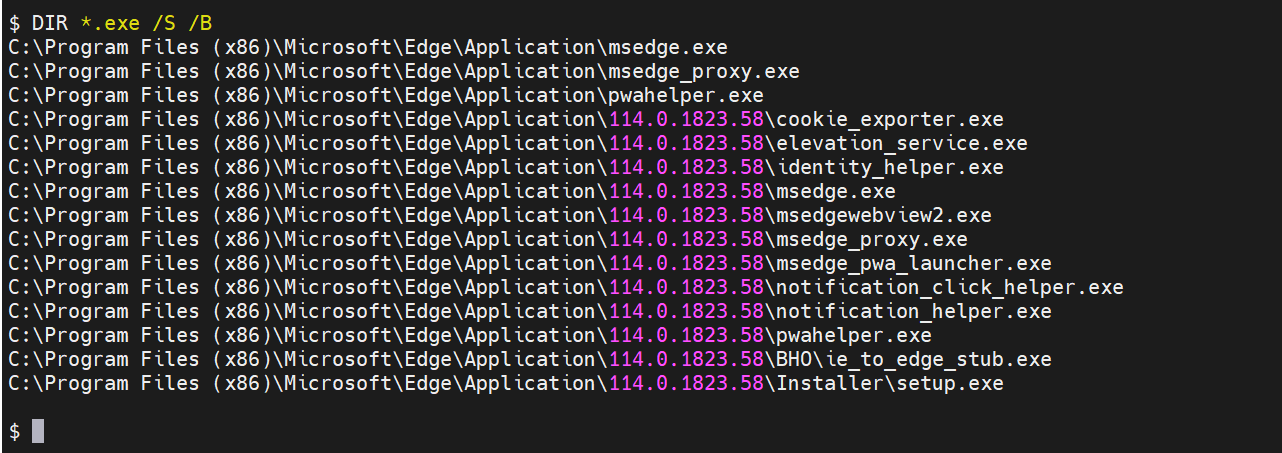 $ DIR *.exe /S /B
C:\Program Files (x86)\Microsoft\Edge\Application\msedge.exe
C:\Program Files (x86)\Microsoft\Edge\Application\msedge_proxy.exe
C:\Program Files (x86)\Microsoft\Edge\Application\pwahelper.exe
C:\Program Files (x86)\Microsoft\Edge\Application\114.0.1823.58\cookie_exporter.exe
C:\Program Files (x86)\Microsoft\Edge\Application\114.0.1823.58\elevation_service.exe
C:\Program Files (x86)\Microsoft\Edge\Application\114.0.1823.58\identity_helper.exe
C:\Program Files (x86)\Microsoft\Edge\Application\114.0.1823.58\msedge.exe
C:\Program Files (x86)\Microsoft\Edge\Application\114.0.1823.58\msedgewebview2.exe
C:\Program Files (x86)\Microsoft\Edge\Application\114.0.1823.58\msedge_proxy.exe
C:\Program Files (x86)\Microsoft\Edge\Application\114.0.1823.58\msedge_pwa_launcher.exe
C:\Program Files (x86)\Microsoft\Edge\Application\114.0.1823.58\notification_click_helper.exe
C:\Program Files (x86)\Microsoft\Edge\Application\114.0.1823.58\notification_helper.exe
C:\Program Files (x86)\Microsoft\Edge\Application\114.0.1823.58\pwahelper.exe
C:\Program Files (x86)\Microsoft\Edge\Application\114.0.1823.58\BHO\ie_to_edge_stub.exe
C:\Program Files (x86)\Microsoft\Edge\Application\114.0.1823.58\Installer\setup.exe
$